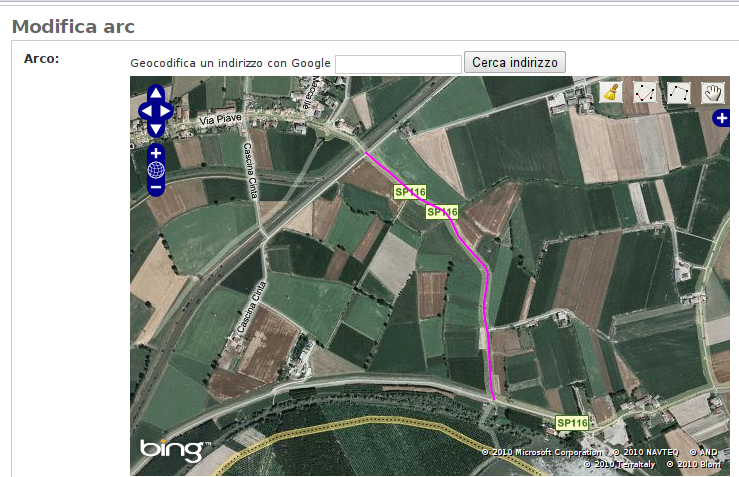 Modifica arc
Arco:
Geocodifica un indirizzo con Google
Cerca indirizzo
Via Piave
Cascina Cinta
SP116
SP116
Cascina Cinta
SP116
bing™
© 2010 Microsoft Corporation © 2010 NAVTEQ © AND
© 2010 TerraItaly © 2010 Blom